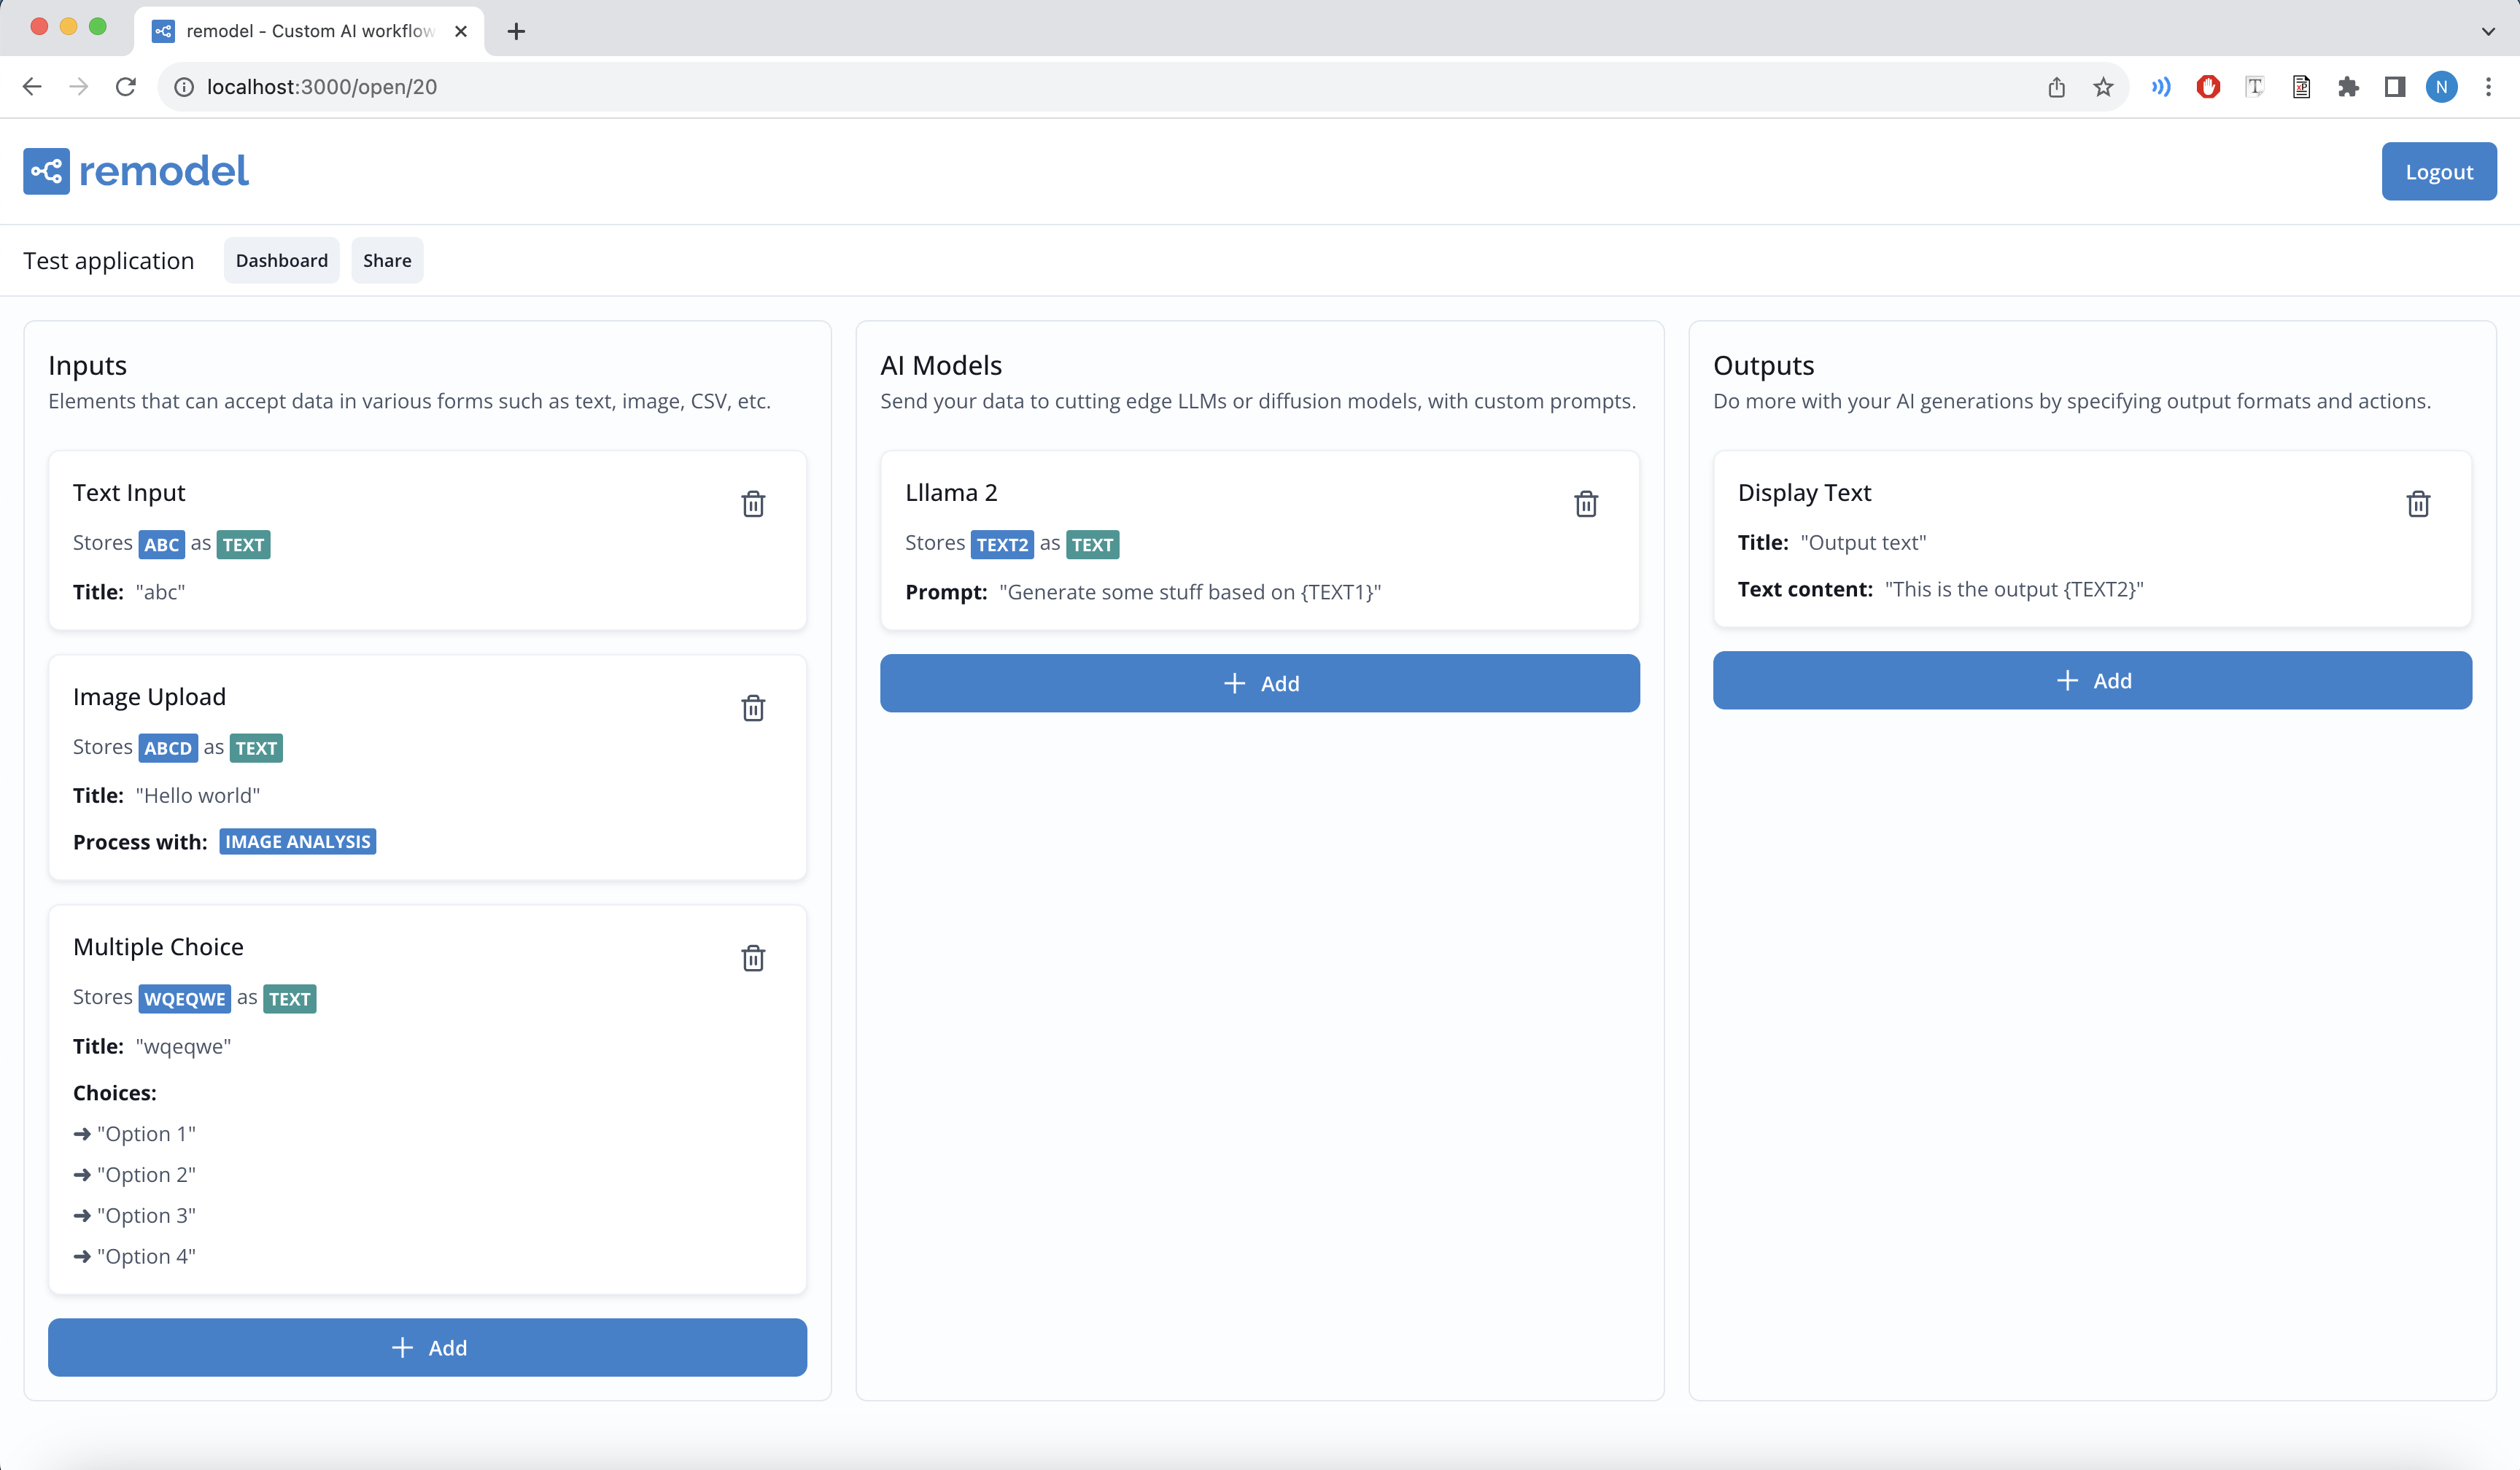 remodel - Custom AI workflow
localhost:3000/open/20
N
remodel
Logout
Test application
Dashboard
Share
Inputs
Elements that can accept data in various forms such as text, image, CSV, etc.
Text Input
Stores ABC as TEXT
Title: "abc"
Image Upload
Stores ABCD as TEXT
Title: "Hello world"
Process with: IMAGE ANALYSIS
Multiple Choice
Stores WQEQWE as TEXT
Title: "wqeqwe"
Choices:
➜ "Option 1"
➜ "Option 2"
➜ "Option 3"
➜ "Option 4"
+ Add
AI Models
Send your data to cutting edge LLMs or diffusion models, with custom prompts.
Lllama 2
Stores TEXT2 as TEXT
Prompt: "Generate some stuff based on {TEXT1}"
+ Add
Outputs
Do more with your AI generations by specifying output formats and actions.
Display Text
Title: "Output text"
Text content: "This is the output {TEXT2}"
+ Add